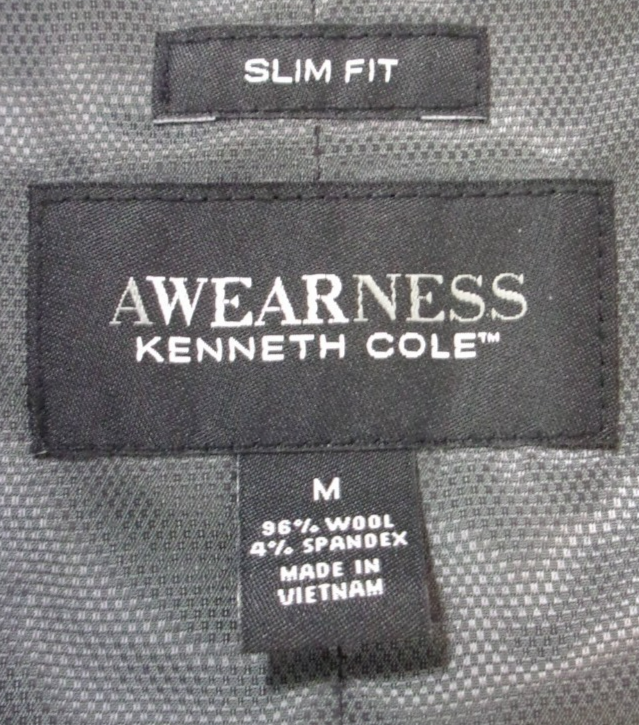 SLIM FIT
AWEARNESS
KENNETH COLE™
M
96% WOOL
4% SPANDEX
MADE IN
VIETNAM